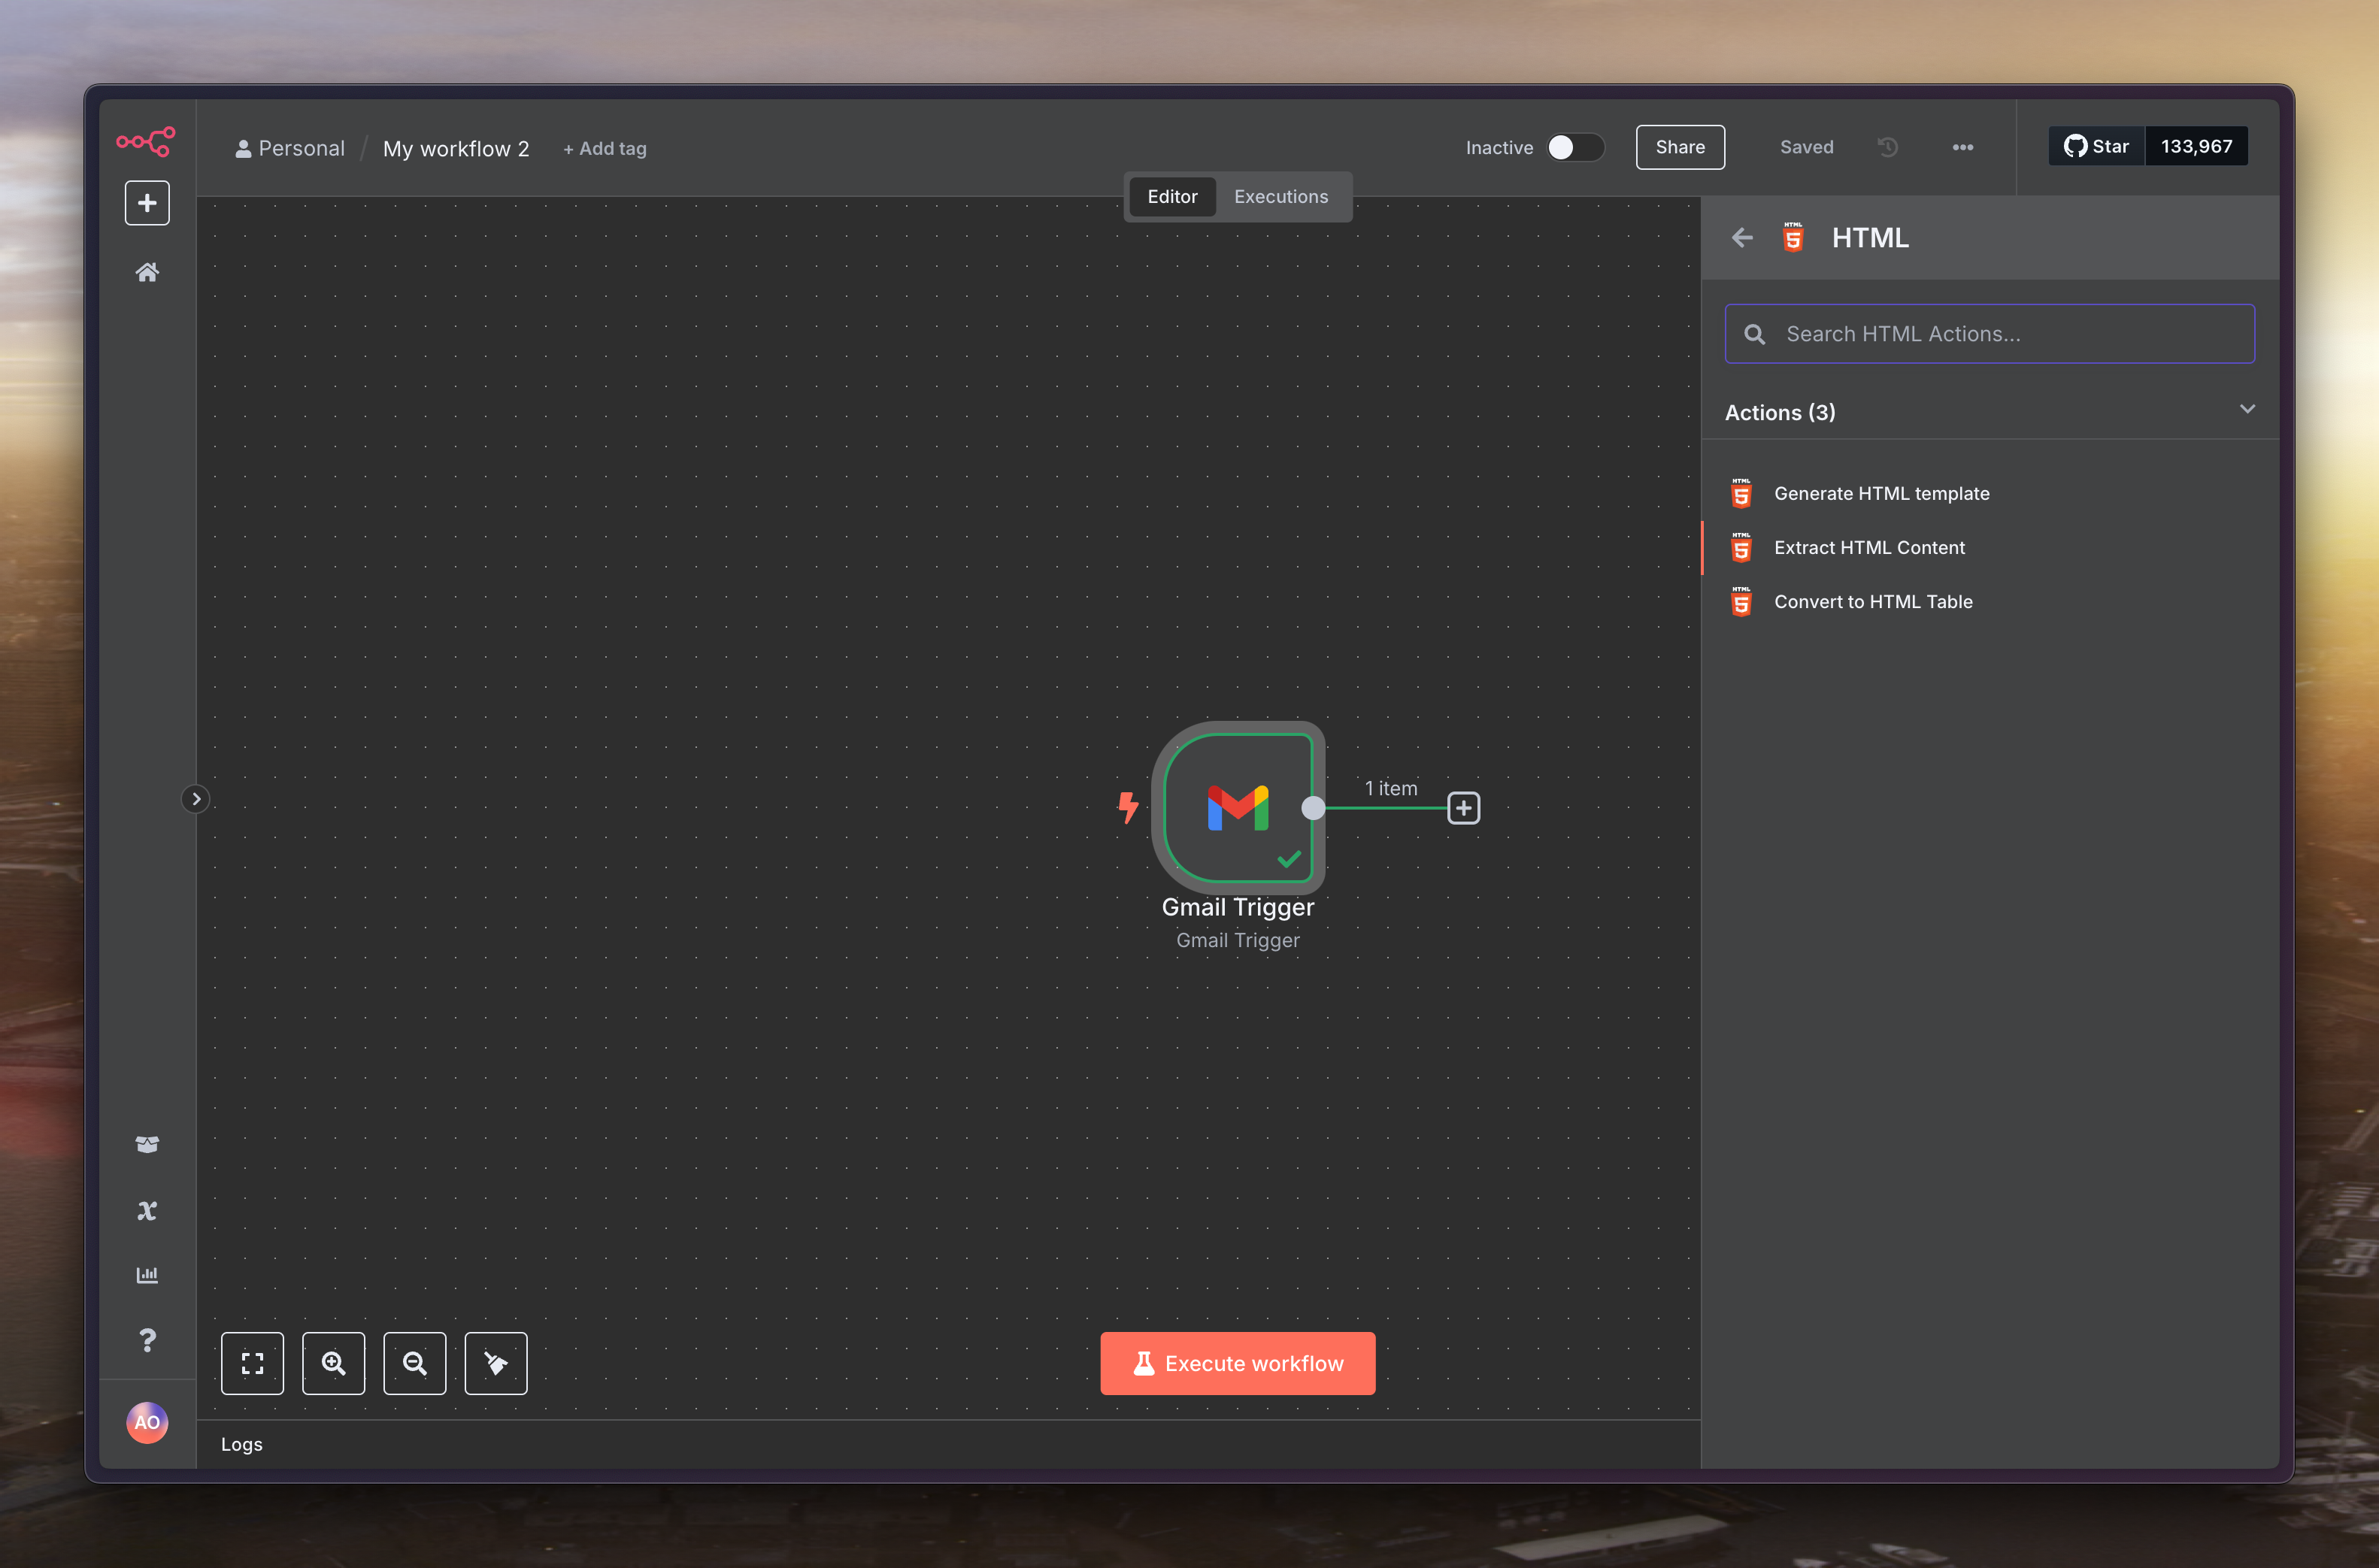 Personal / My workflow 2 + Add tag
Inactive
Share
Saved
Star 133,967
Editor Executions
HTML
Search HTML Actions...
Actions (3)
Generate HTML template
Extract HTML Content
Convert to HTML Table
1 item
Gmail Trigger
Gmail Trigger
Execute workflow
AO
Logs